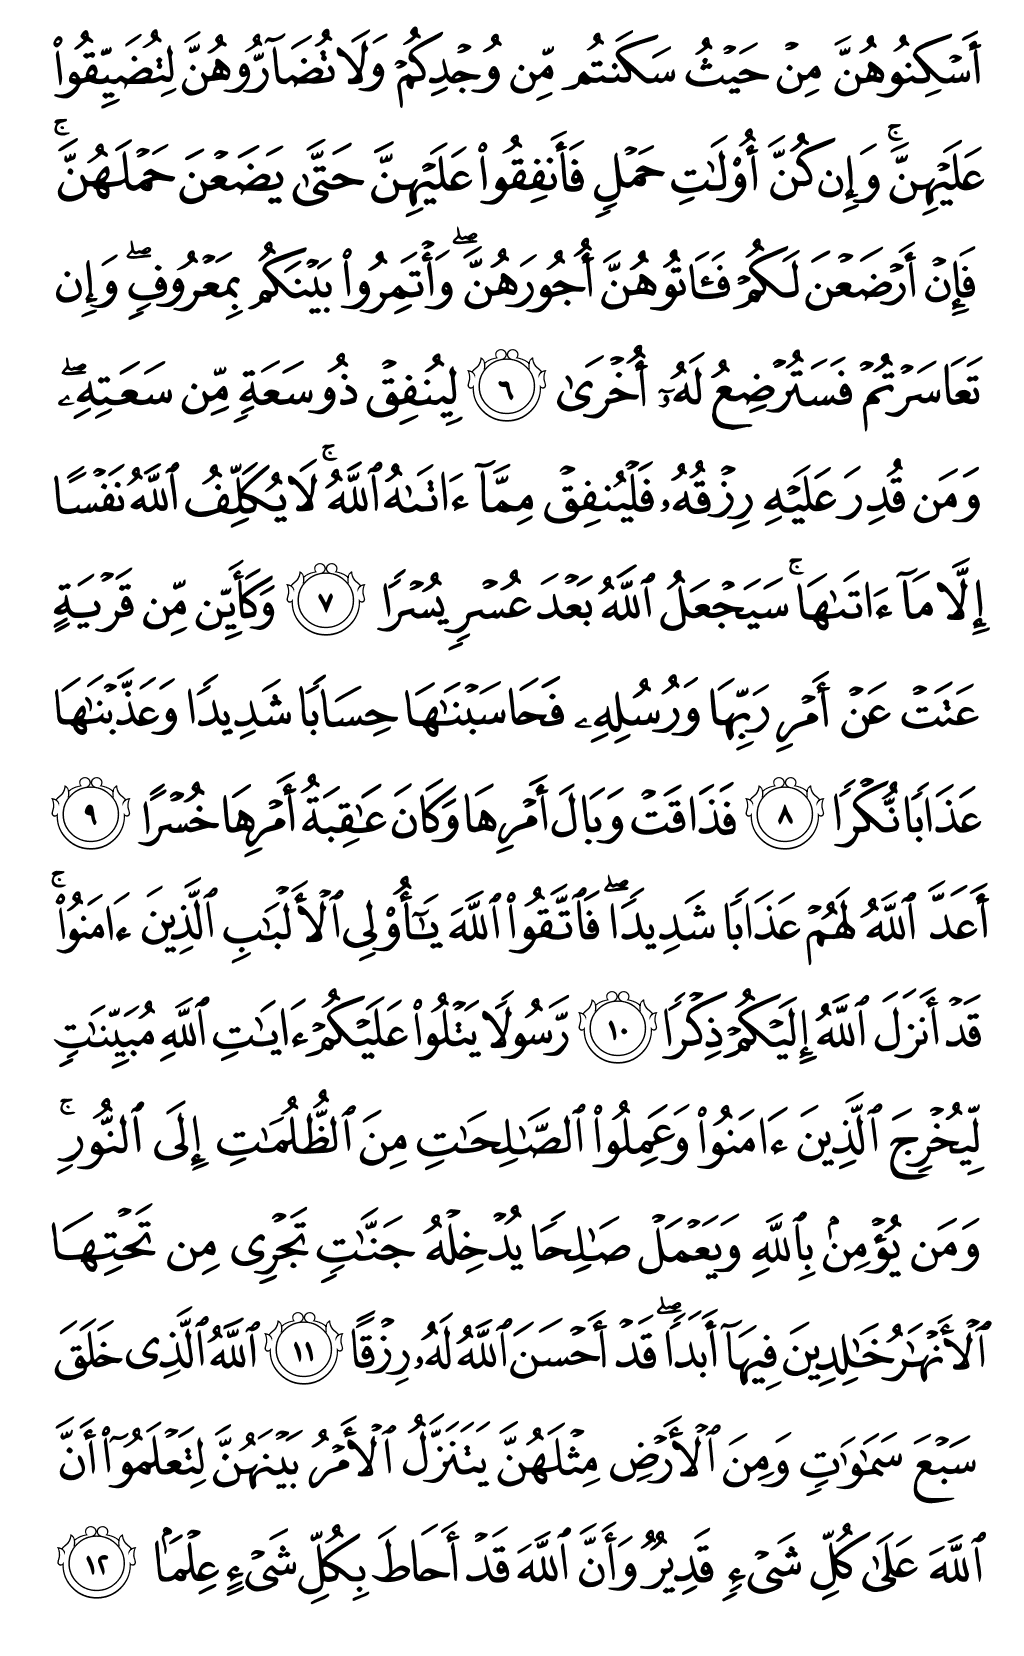 أَسْكِنُوهُنَّ مِنْ حَيْثُ سَكَنتُم مِّن وُجْدِكُمْ وَلَا تُضَآرُّوهُنَّ لِتُضَيِّقُوا۟
عَلَيْهِنَّ ۚ وَإِن كُنَّ أُو۟لَٰتِ حَمْلٍ فَأَنفِقُوا۟ عَلَيْهِنَّ حَتَّىٰ يَضَعْنَ حَمْلَهُنَّ ۚ
فَإِنْ أَرْضَعْنَ لَكُمْ فَـَٔاتُوهُنَّ أُجُورَهُنَّ ۖ وَأْتَمِرُوا۟ بَيْنَكُم بِمَعْرُوفٍ ۖ وَإِن
تَعَاسَرْتُمْ فَسَتُرْضِعُ لَهُۥٓ أُخْرَىٰ ٦ لِيُنفِقْ ذُو سَعَةٍ مِّن سَعَتِهِۦ ۖ
وَمَن قُدِرَ عَلَيْهِ رِزْقُهُۥ فَلْيُنفِقْ مِمَّآ ءَاتَىٰهُ ٱللَّهُ ۚ لَا يُكَلِّفُ ٱللَّهُ نَفْسًا
إِلَّا مَآ ءَاتَىٰهَا ۚ سَيَجْعَلُ ٱللَّهُ بَعْدَ عُسْرٍ يُسْرًا ٧ وَكَأَيِّن مِّن قَرْيَةٍ
عَتَتْ عَنْ أَمْرِ رَبِّهَا وَرُسُلِهِۦ فَحَاسَبْنَٰهَا حِسَابًا شَدِيدًا وَعَذَّبْنَٰهَا
عَذَابًا نُّكْرًا ٨ فَذَاقَتْ وَبَالَ أَمْرِهَا وَكَانَ عَٰقِبَةُ أَمْرِهَا خُسْرًا ٩
أَعَدَّ ٱللَّهُ لَهُمْ عَذَابًا شَدِيدًا ۖ فَٱتَّقُوا۟ ٱللَّهَ يَٰٓأُو۟لِى ٱلْأَلْبَٰبِ ٱلَّذِينَ ءَامَنُوا۟ ۚ
قَدْ أَنزَلَ ٱللَّهُ إِلَيْكُمْ ذِكْرًا ١٠ رَّسُولًا يَتْلُوا۟ عَلَيْكُمْ ءَايَٰتِ ٱللَّهِ مُبَيِّنَٰتٍ
لِّيُخْرِجَ ٱلَّذِينَ ءَامَنُوا۟ وَعَمِلُوا۟ ٱلصَّٰلِحَٰتِ مِنَ ٱلظُّلُمَٰتِ إِلَى ٱلنُّورِ ۚ
وَمَن يُؤْمِنۢ بِٱللَّهِ وَيَعْمَلْ صَٰلِحًا يُدْخِلْهُ جَنَّٰتٍ تَجْرِى مِن تَحْتِهَا
ٱلْأَنْهَٰرُ خَٰلِدِينَ فِيهَآ أَبَدًا ۖ قَدْ أَحْسَنَ ٱللَّهُ لَهُۥ رِزْقًا ١١ ٱللَّهُ ٱلَّذِى خَلَقَ
سَبْعَ سَمَٰوَٰتٍ وَمِنَ ٱلْأَرْضِ مِثْلَهُنَّ يَتَنَزَّلُ ٱلْأَمْرُ بَيْنَهُنَّ لِتَعْلَمُوٓا۟ أَنَّ
ٱللَّهَ عَلَىٰ كُلِّ شَىْءٍ قَدِيرٌ وَأَنَّ ٱللَّهَ قَدْ أَحَاطَ بِكُلِّ شَىْءٍ عِلْمًۢا ١٢